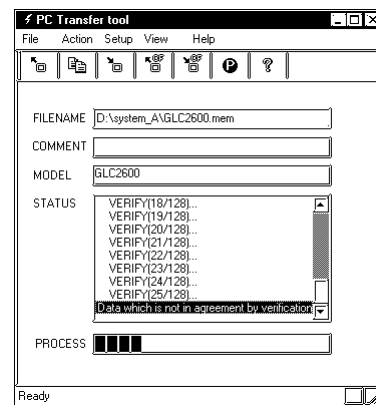 PC Transfer tool
File Action Setup View Help
FILENAME D:\system_A\GLC2600.mem
COMMENT
MODEL GLC2600
STATUS VERIFY(18/128)...
VERIFY(19/128)...
VERIFY(20/128)...
VERIFY(21/128)...
VERIFY(22/128)...
VERIFY(23/128)...
VERIFY(24/128)...
VERIFY(25/128)...
Data which is not in agreement by verification
PROCESS
Ready